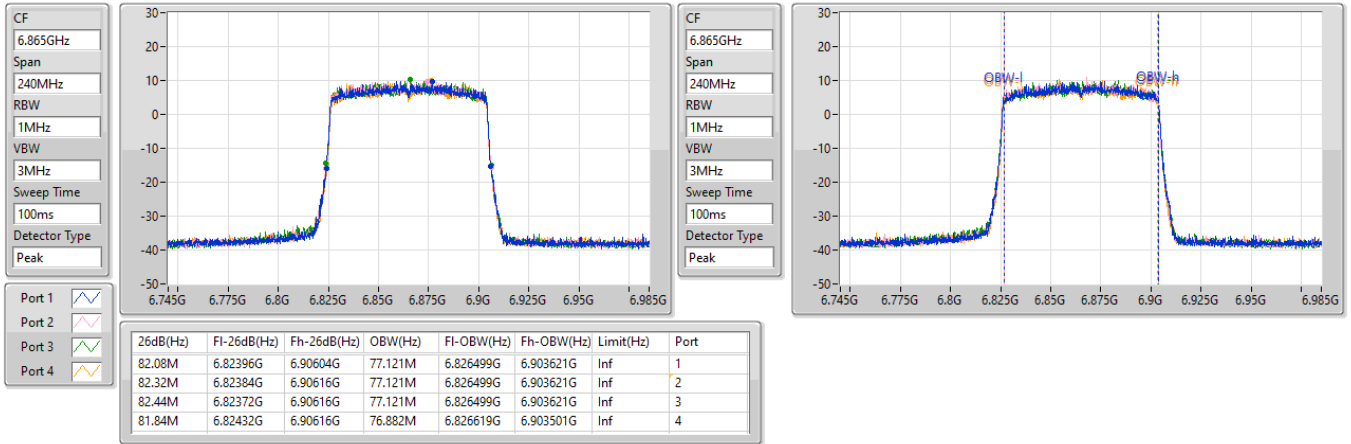 CF
6.865GHz
Span
240MHz
RBW
1MHz
VBW
3MHz
Sweep Time
100ms
Detector Type
Peak
30
20
10
0
-10
-20
-30
-40
-50
6.745G 6.775G 6.8G 6.825G 6.85G 6.875G 6.9G 6.925G 6.95G 6.985G
CF
6.865GHz
Span
240MHz
RBW
1MHz
VBW
3MHz
Sweep Time
100ms
Detector Type
Peak
30
20
10
0
-10
-20
-30
-40
-50
OBW-l OBW-h
6.745G 6.775G 6.8G 6.825G 6.85G 6.875G 6.9G 6.925G 6.95G 6.985G
Port 1
Port 2
Port 3
Port 4
26dB(Hz) Fl-26dB(Hz) Fh-26dB(Hz) OBW(Hz) Fl-OBW(Hz) Fh-OBW(Hz) Limit(Hz) Port
82.08M 6.82396G 6.90604G 77.121M 6.826499G 6.903621G Inf 1
82.32M 6.82384G 6.90616G 77.121M 6.826499G 6.903621G Inf 2
82.44M 6.82372G 6.90616G 77.121M 6.826499G 6.903621G Inf 3
81.84M 6.82432G 6.90616G 76.882M 6.826619G 6.903501G Inf 4